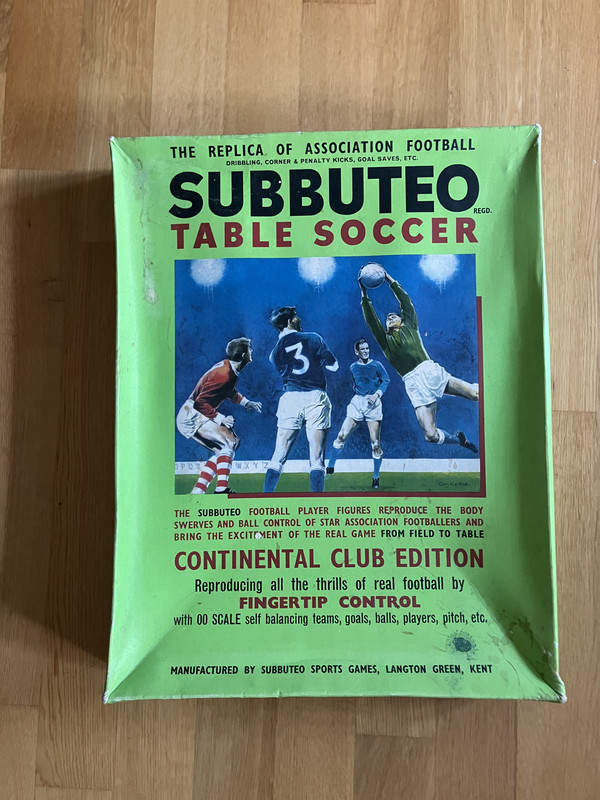 THE REPLICA OF ASSOCIATION FOOTBALL
DRIBBLING, CORNER & PENALTY KICKS, GOAL SAVES, ETC.
SUBBUTEO
REGD.
TABLE SOCCER
3
THE SUBBUTEO FOOTBALL PLAYER FIGURES REPRODUCE THE BODY
SWERVES AND BALL CONTROL OF STAR ASSOCIATION FOOTBALLERS AND
BRING THE EXCITEMENT OF THE REAL GAME FROM FIELD TO TABLE
CONTINENTAL CLUB EDITION
Reproducing all the thrills of real football by
FINGERTIP CONTROL
with OO SCALE self balancing teams, goals, balls, players, pitch, etc.
MANUFACTURED BY SUBBUTEO SPORTS GAMES, LANGTON GREEN, KENT